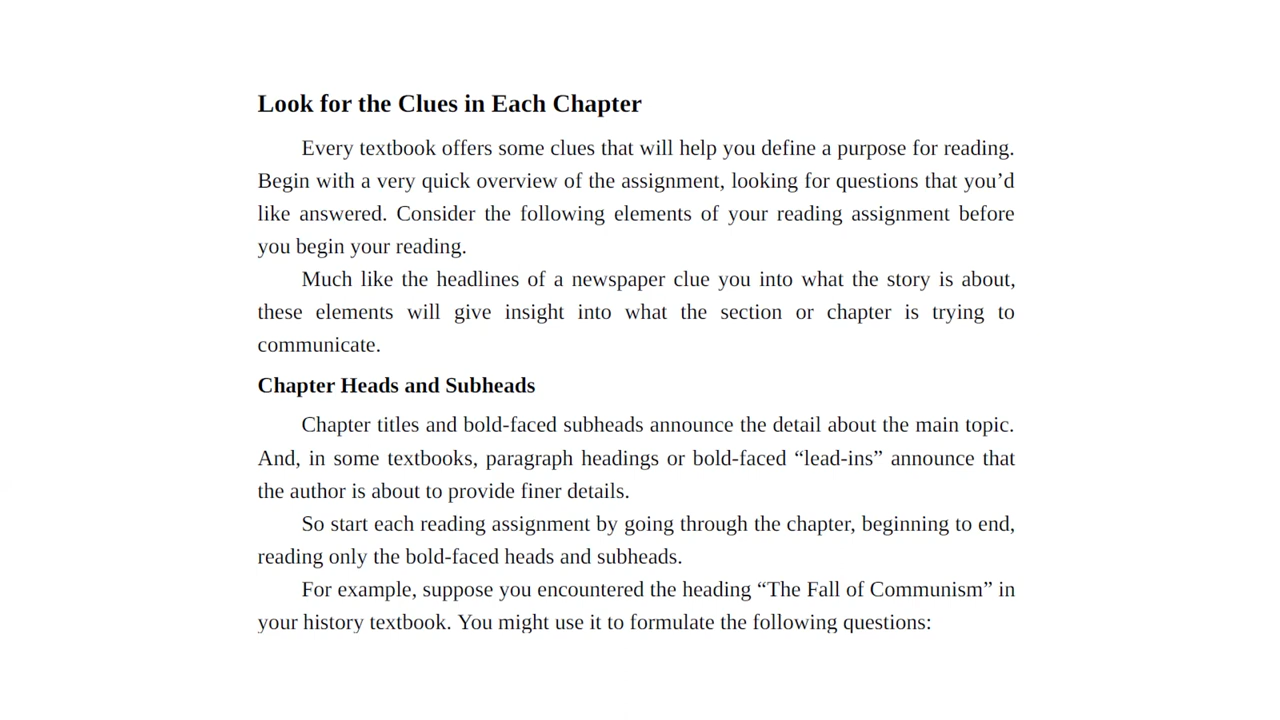 Look for the Clues in Each Chapter
Every textbook offers some clues that will help you define a purpose for reading.
Begin with a very quick overview of the assignment, looking for questions that you’d
like answered. Consider the following elements of your reading assignment before
you begin your reading.
Much like the headlines of a newspaper clue you into what the story is about,
these elements will give insight into what the section or chapter is trying to
communicate.
Chapter Heads and Subheads
Chapter titles and bold-faced subheads announce the detail about the main topic.
And, in some textbooks, paragraph headings or bold-faced “lead-ins” announce that
the author is about to provide finer details.
So start each reading assignment by going through the chapter, beginning to end,
reading only the bold-faced heads and subheads.
For example, suppose you encountered the heading “The Fall of Communism” in
your history textbook. You might use it to formulate the following questions: